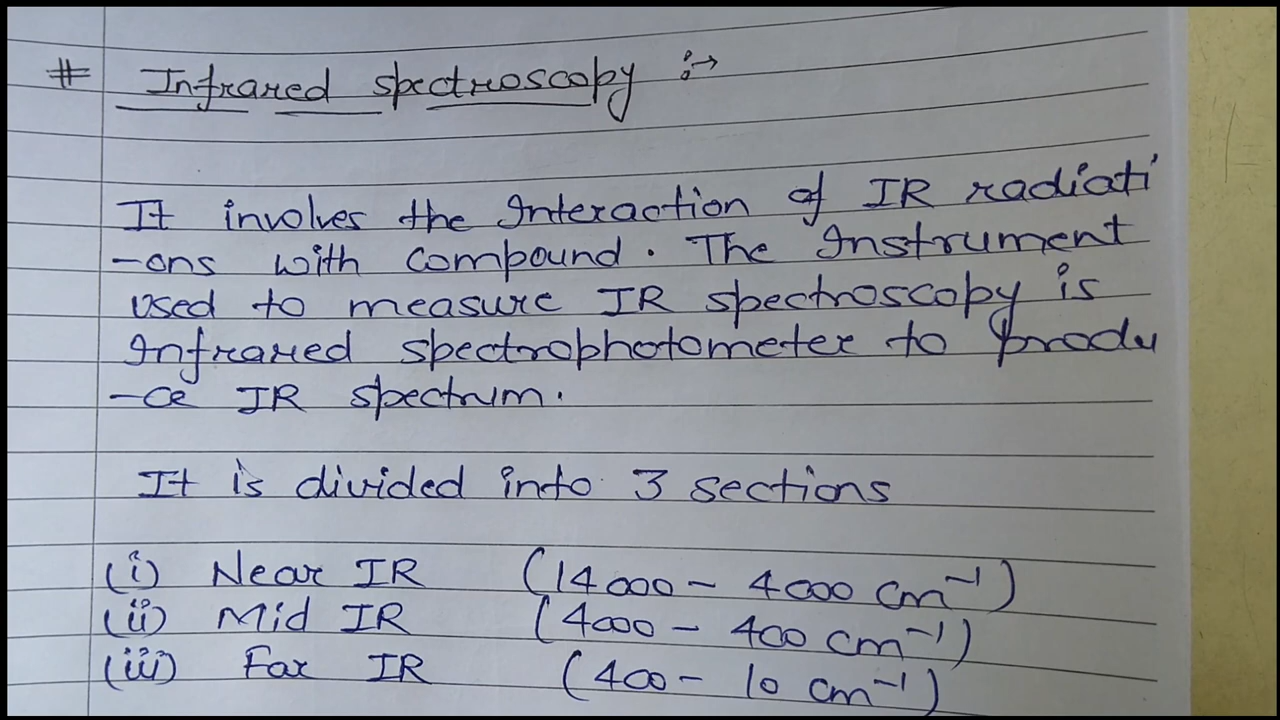 # Infrared spectroscopy :→
It involves the Interaction of IR radiati
-ons with compound. The Instrument
used to measure IR spectroscopy is
Infrared spectrophotometer to produ
-ce IR spectrum.
It is divided into 3 sections
(i) Near IR (14000 - 4000 cm⁻¹)
(ii) Mid IR (4000 - 400 cm⁻¹)
(iii) Far IR (400 - 10 cm⁻¹)